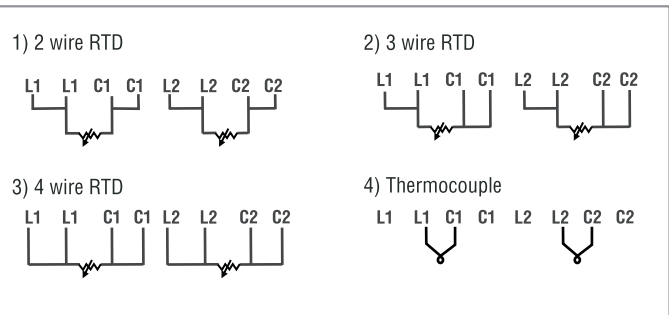 1) 2 wire RTD
L1 L1 C1 C1 L2 L2 C2 C2
2) 3 wire RTD
L1 L1 C1 C1 L2 L2 C2 C2
3) 4 wire RTD
L1 L1 C1 C1 L2 L2 C2 C2
4) Thermocouple
L1 L1 C1 C1 L2 L2 C2 C2